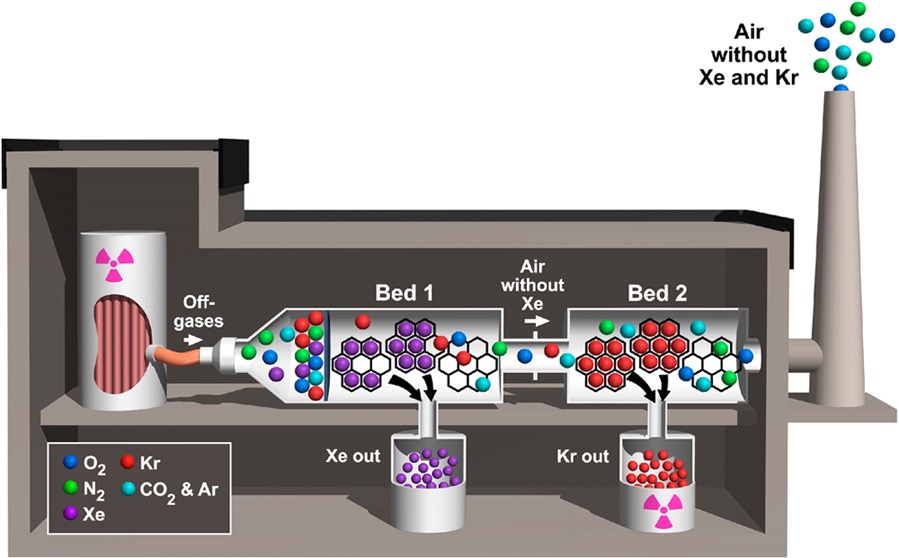 Air
without
Xe and Kr
Off-
gases
Bed 1
Air
without
Xe
Bed 2
Xe out
Kr out
O₂ Kr
N₂ CO₂ & Ar
Xe